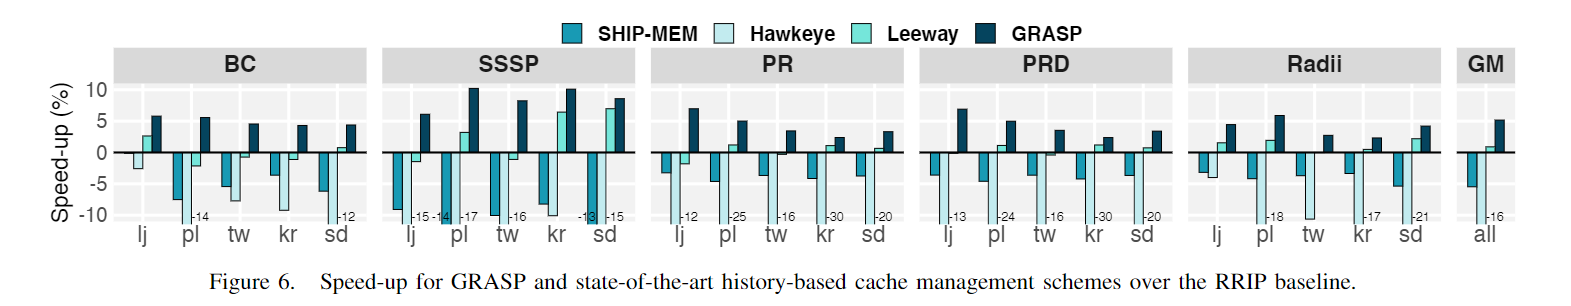 SHIP-MEM Hawkeye Leeway GRASP
BC SSSP PR PRD Radii GM
Speed-up (%)
10
5
0
-5
-10
-14 -12 -15 -14 -17 -16 -13 -15 -12 -25 -16 -30 -20 -13 -24 -16 -30 -20 -18 -17 -21 -16
lj pl tw kr sd lj pl tw kr sd lj pl tw kr sd lj pl tw kr sd lj pl tw kr sd all
Figure 6. Speed-up for GRASP and state-of-the-art history-based cache management schemes over the RRIP baseline.